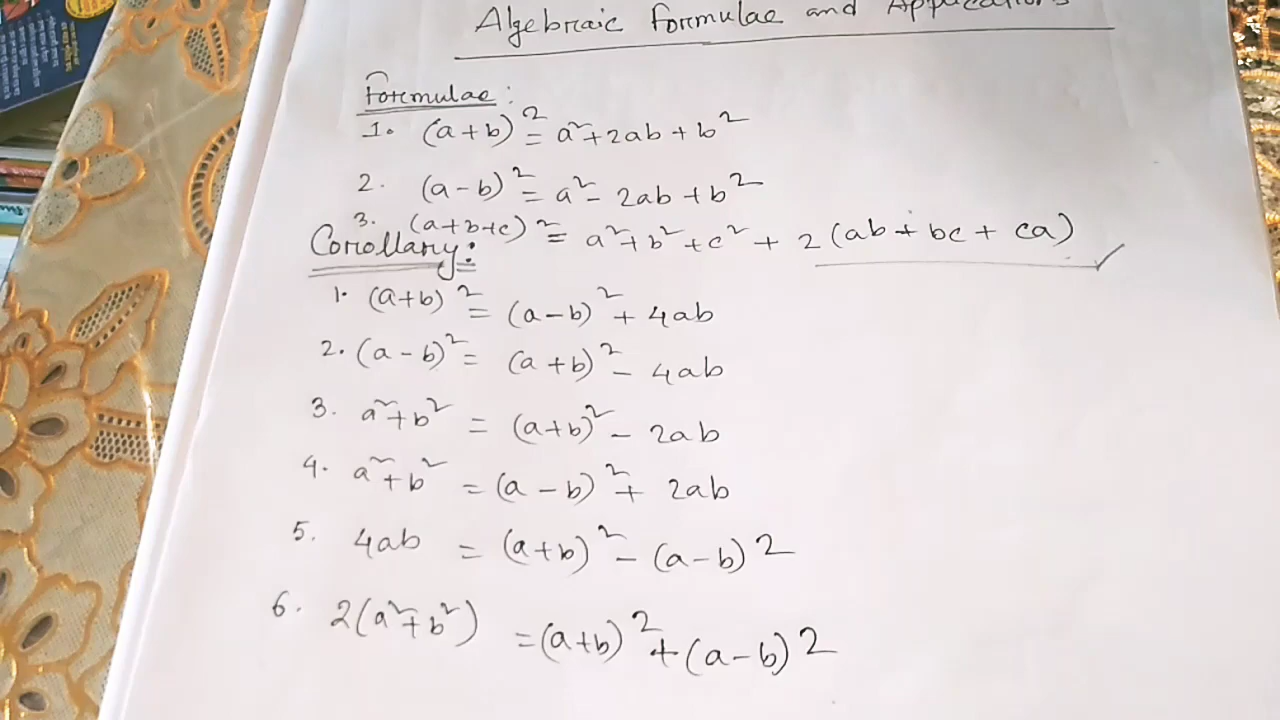 Algebraic Formulae and Applications
Formulae:
1. (a+b)² = a²+2ab+b²
2. (a-b)² = a²- 2ab+b²
3. (a+b+c)² = a²+b²+c² + 2(ab+bc+ca)
Corollary:
1. (a+b)² = (a-b)² + 4ab
2. (a-b)² = (a+b)² - 4ab
3. a²+b² = (a+b)² - 2ab
4. a²+b² = (a-b)² + 2ab
5. 4ab = (a+b)² - (a-b)²
6. 2(a²+b²) = (a+b)² + (a-b)²